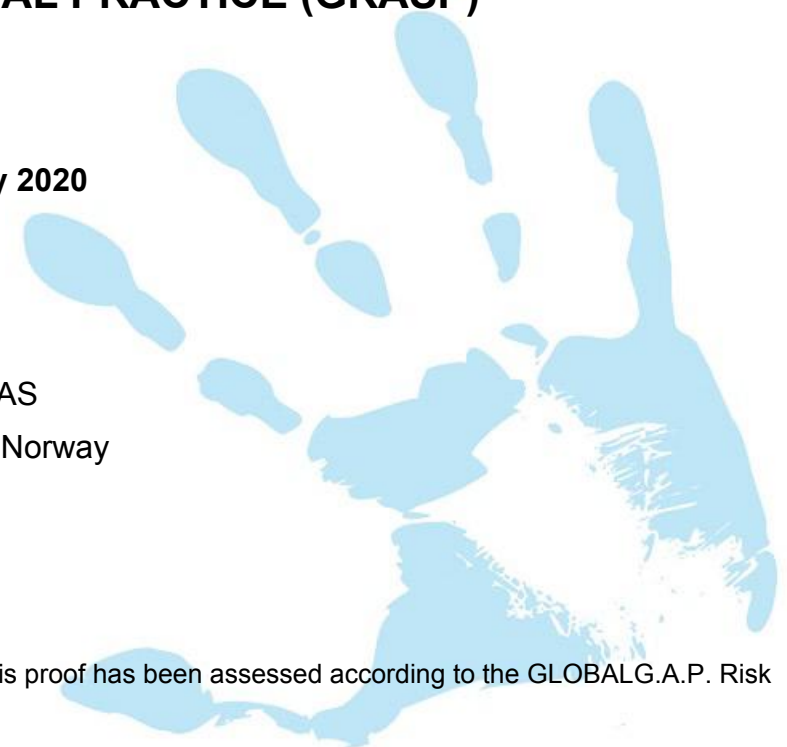 AL PRACTICE (GRASP)
y 2020
AS
Norway
is proof has been assessed according to the GLOBALG.A.P. Risk